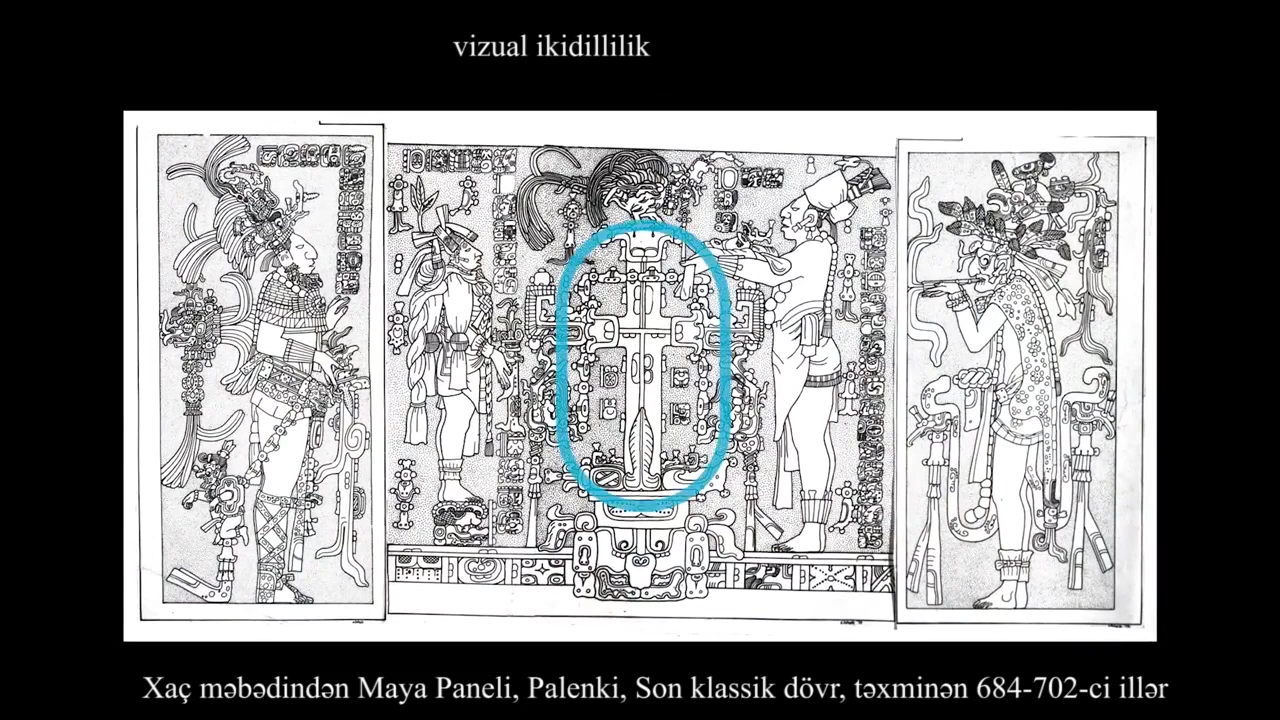 vizual ikidillilik
Xaç məbədindən Maya Paneli, Palenki, Son klassik dövr, təxminən 684-702-ci illər